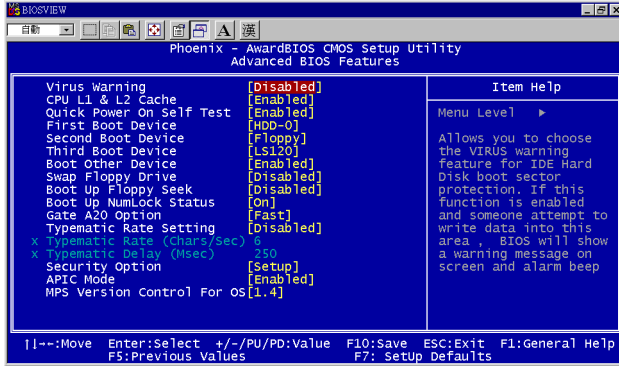 BIOSVIEW
自動
A 漢
Phoenix - AwardBIOS CMOS Setup Utility
Advanced BIOS Features
Virus Warning [Disabled]
CPU L1 & L2 Cache [Enabled]
Quick Power On Self Test [Enabled]
First Boot Device [HDD-0]
Second Boot Device [Floppy]
Third Boot Device [LS120]
Boot Other Device [Enabled]
Swap Floppy Drive [Disabled]
Boot Up Floppy Seek [Disabled]
Boot Up NumLock Status [On]
Gate A20 Option [Fast]
Typematic Rate Setting [Disabled]
x Typematic Rate (Chars/Sec) 6
x Typematic Delay (Msec) 250
Security Option [Setup]
APIC Mode [Enabled]
MPS Version Control For OS[1.4]
Item Help
Menu Level ▶
Allows you to choose
the VIRUS warning
feature for IDE Hard
Disk boot sector
protection. If this
function is enabled
and someone attempt to
write data into this
area , BIOS will show
a warning message on
screen and alarm beep
↑↓→←:Move Enter:Select +/-/PU/PD:Value F10:Save ESC:Exit F1:General Help
F5:Previous Values F7: SetUp Defaults